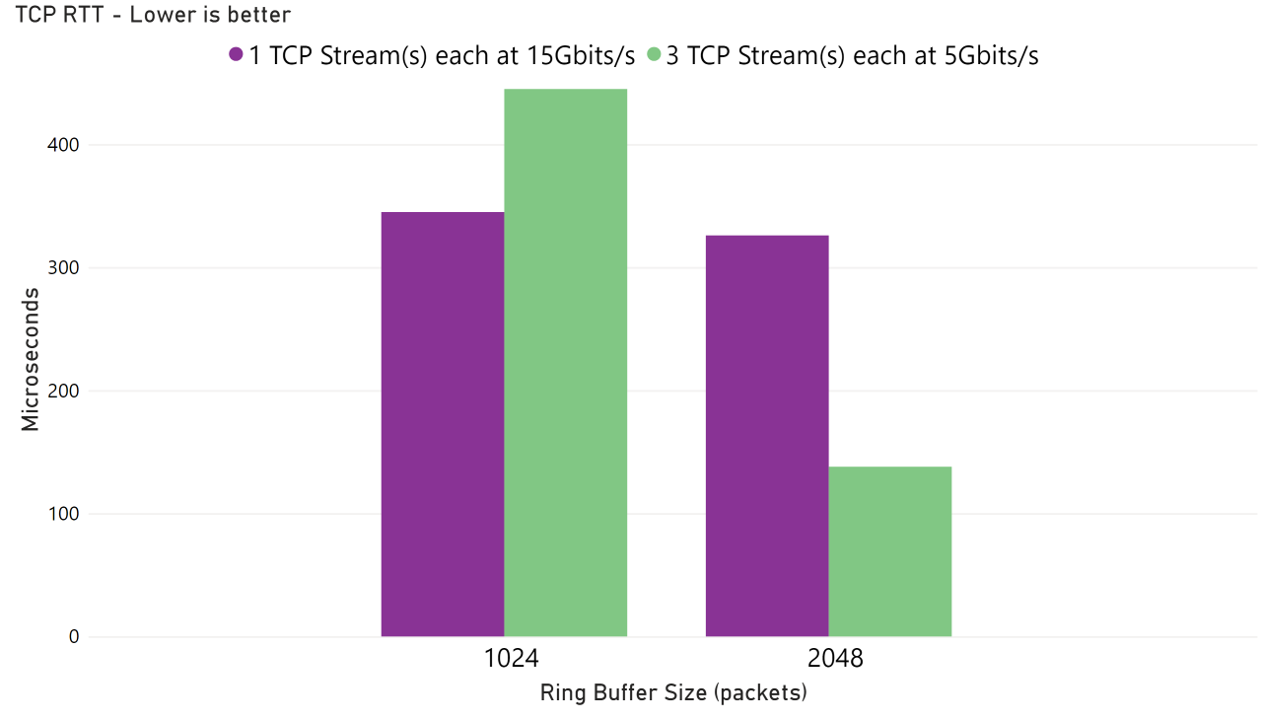 TCP RTT - Lower is better
1 TCP Stream(s) each at 15Gbits/s 3 TCP Stream(s) each at 5Gbits/s
400
300
200
100
0
Microseconds
1024 2048
Ring Buffer Size (packets)